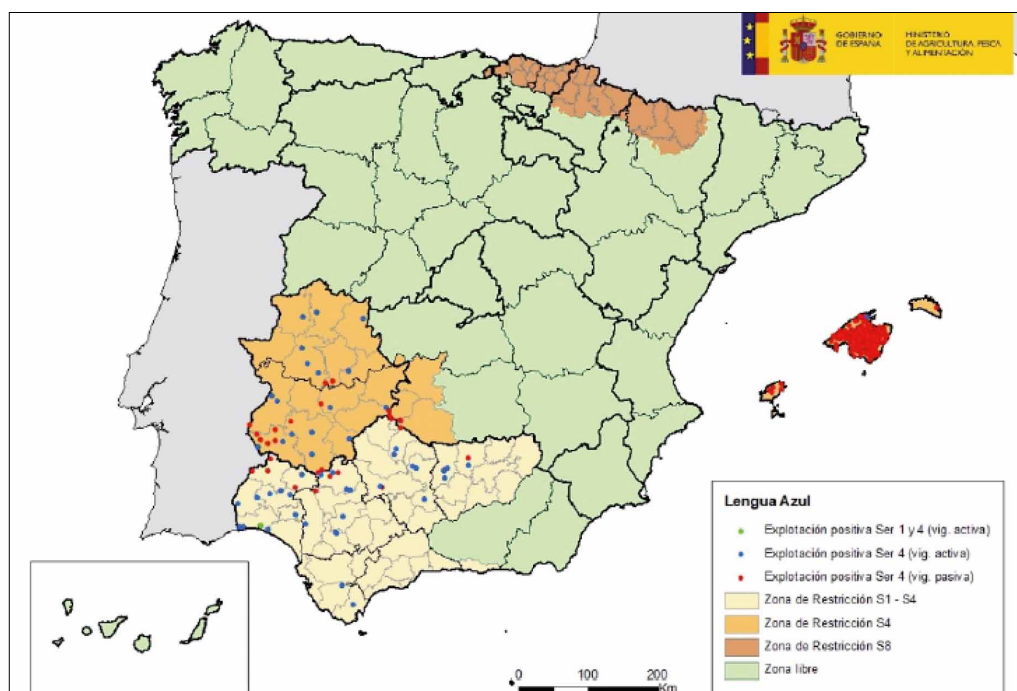 GOBIERNO
DE ESPAÑA
MINISTERIO
DE AGRICULTURA, PESCA
Y ALIMENTACIÓN
Lengua Azul
Explotación positiva Ser 1 y 4 (vig. activa)
Explotación positiva Ser 4 (vig. activa)
Explotación positiva Ser 4 (vig. pasiva)
Zona de Restricción S1 - S4
Zona de Restricción S4
Zona de Restricción S8
Zona libre
0 100 200
Km